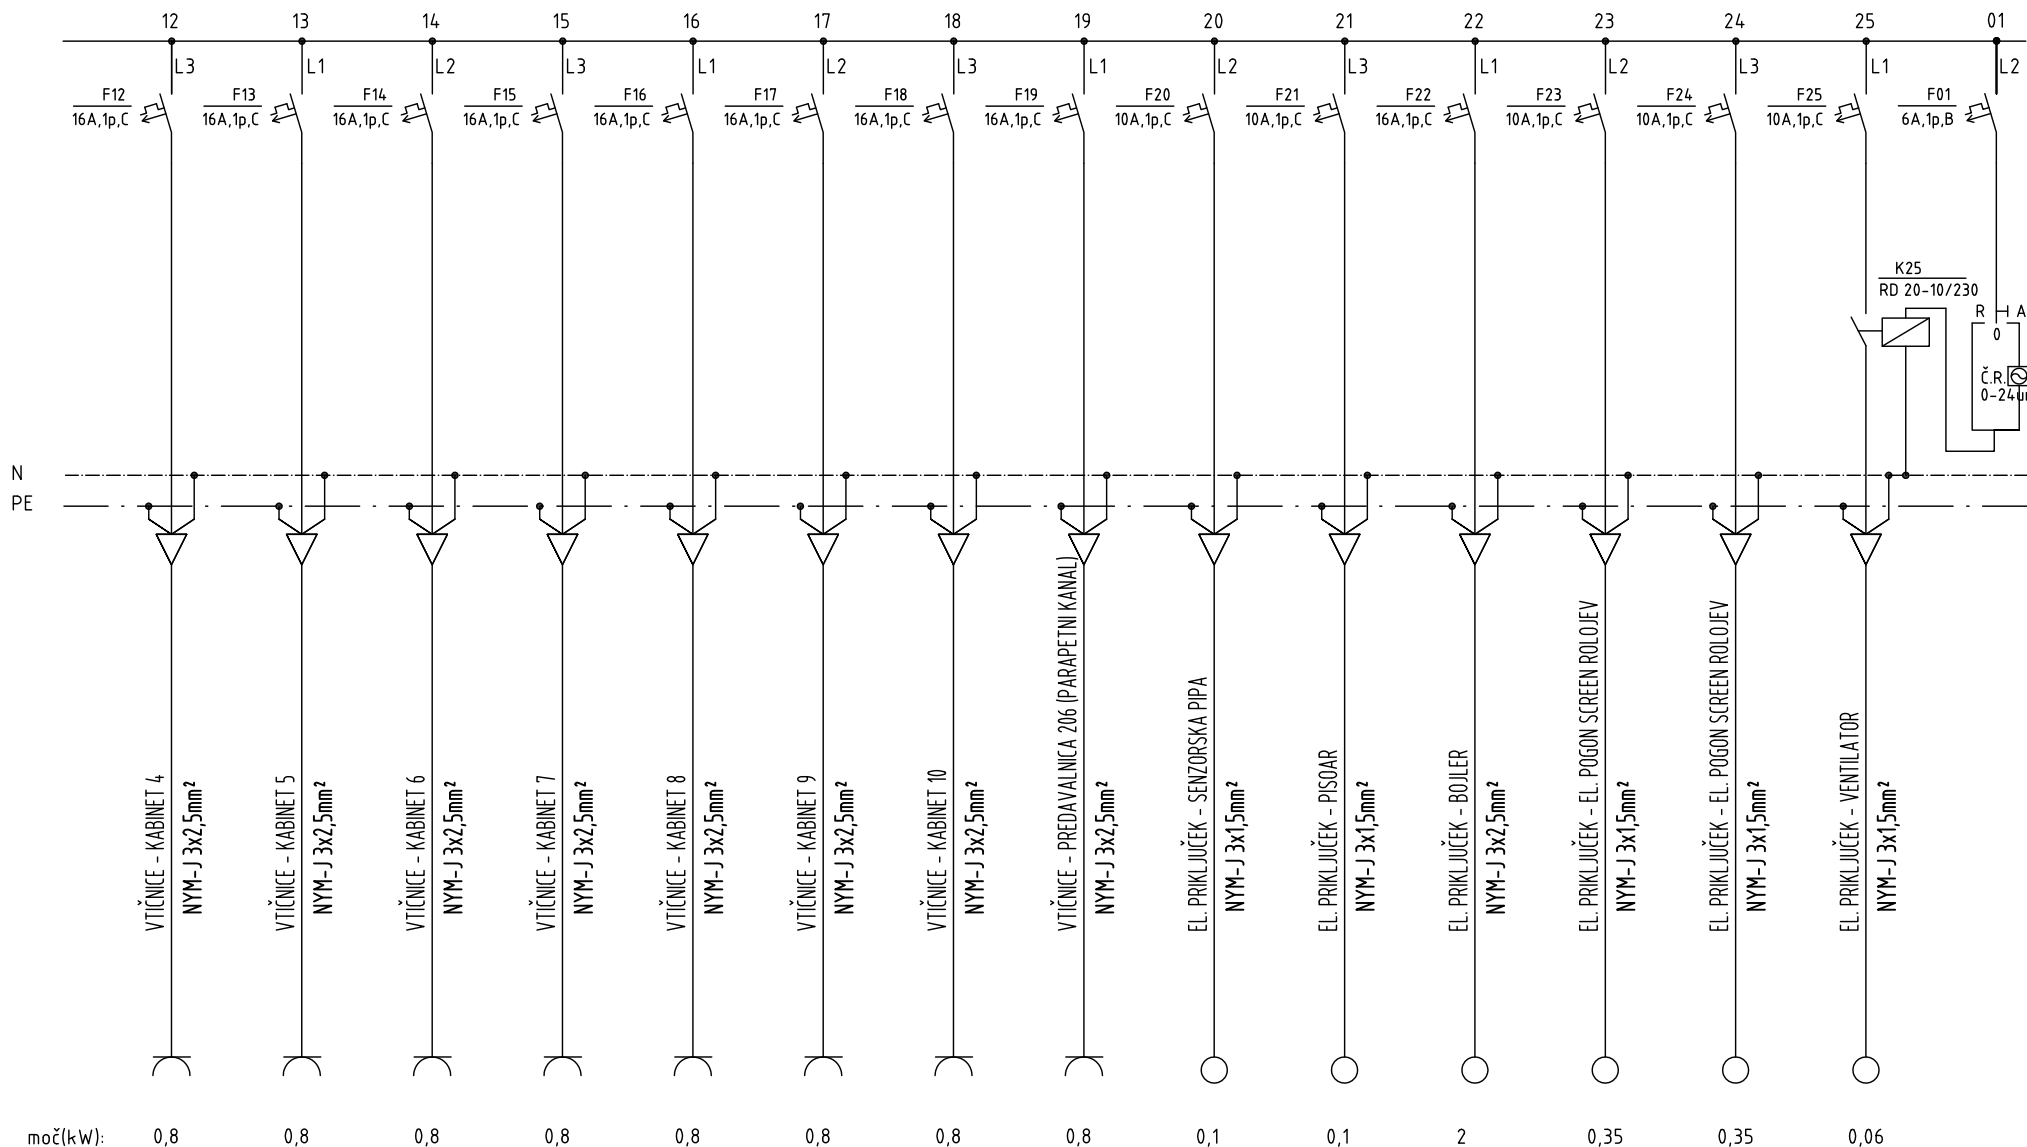 12 13 14 15 16 17 18 19 20 21 22 23 24 25 01
L3 L1 L2 L3 L1 L2 L3 L1 L2 L3 L1 L2 L3 L1 L2
F12 F13 F14 F15 F16 F17 F18 F19 F20 F21 F22 F23 F24 F25 F01
16A,1p,C 16A,1p,C 16A,1p,C 16A,1p,C 16A,1p,C 16A,1p,C 16A,1p,C 16A,1p,C 10A,1p,C 10A,1p,C 16A,1p,C 10A,1p,C 10A,1p,C 10A,1p,C 6A,1p,B
K25
RD 20-10/230
R A
0
Č.R.
0-24
N
PE
VTIČNICE - KABINET 4
NYM-J 3x2,5mm²
VTIČNICE - KABINET 5
NYM-J 3x2,5mm²
VTIČNICE - KABINET 6
NYM-J 3x2,5mm²
VTIČNICE - KABINET 7
NYM-J 3x2,5mm²
VTIČNICE - KABINET 8
NYM-J 3x2,5mm²
VTIČNICE - KABINET 9
NYM-J 3x2,5mm²
VTIČNICE - KABINET 10
NYM-J 3x2,5mm²
VTIČNICE - PREDAVALNICA 206 (PARAPETNI KANAL)
NYM-J 3x2,5mm²
EL. PRIKLJUČEK - SENZORSKA PIPA
NYM-J 3x1,5mm²
EL. PRIKLJUČEK - PISOAR
NYM-J 3x1,5mm²
EL. PRIKLJUČEK - BOJLER
NYM-J 3x2,5mm²
EL. PRIKLJUČEK - EL. POGON SCREEN ROLOJEV
NYM-J 3x1,5mm²
EL. PRIKLJUČEK - EL. POGON SCREEN ROLOJEV
NYM-J 3x1,5mm²
EL. PRIKLJUČEK - VENTILATOR
NYM-J 3x1,5mm²
moč(kW): 0,8 0,8 0,8 0,8 0,8 0,8 0,8 0,8 0,1 0,1 2 0,35 0,35 0,06